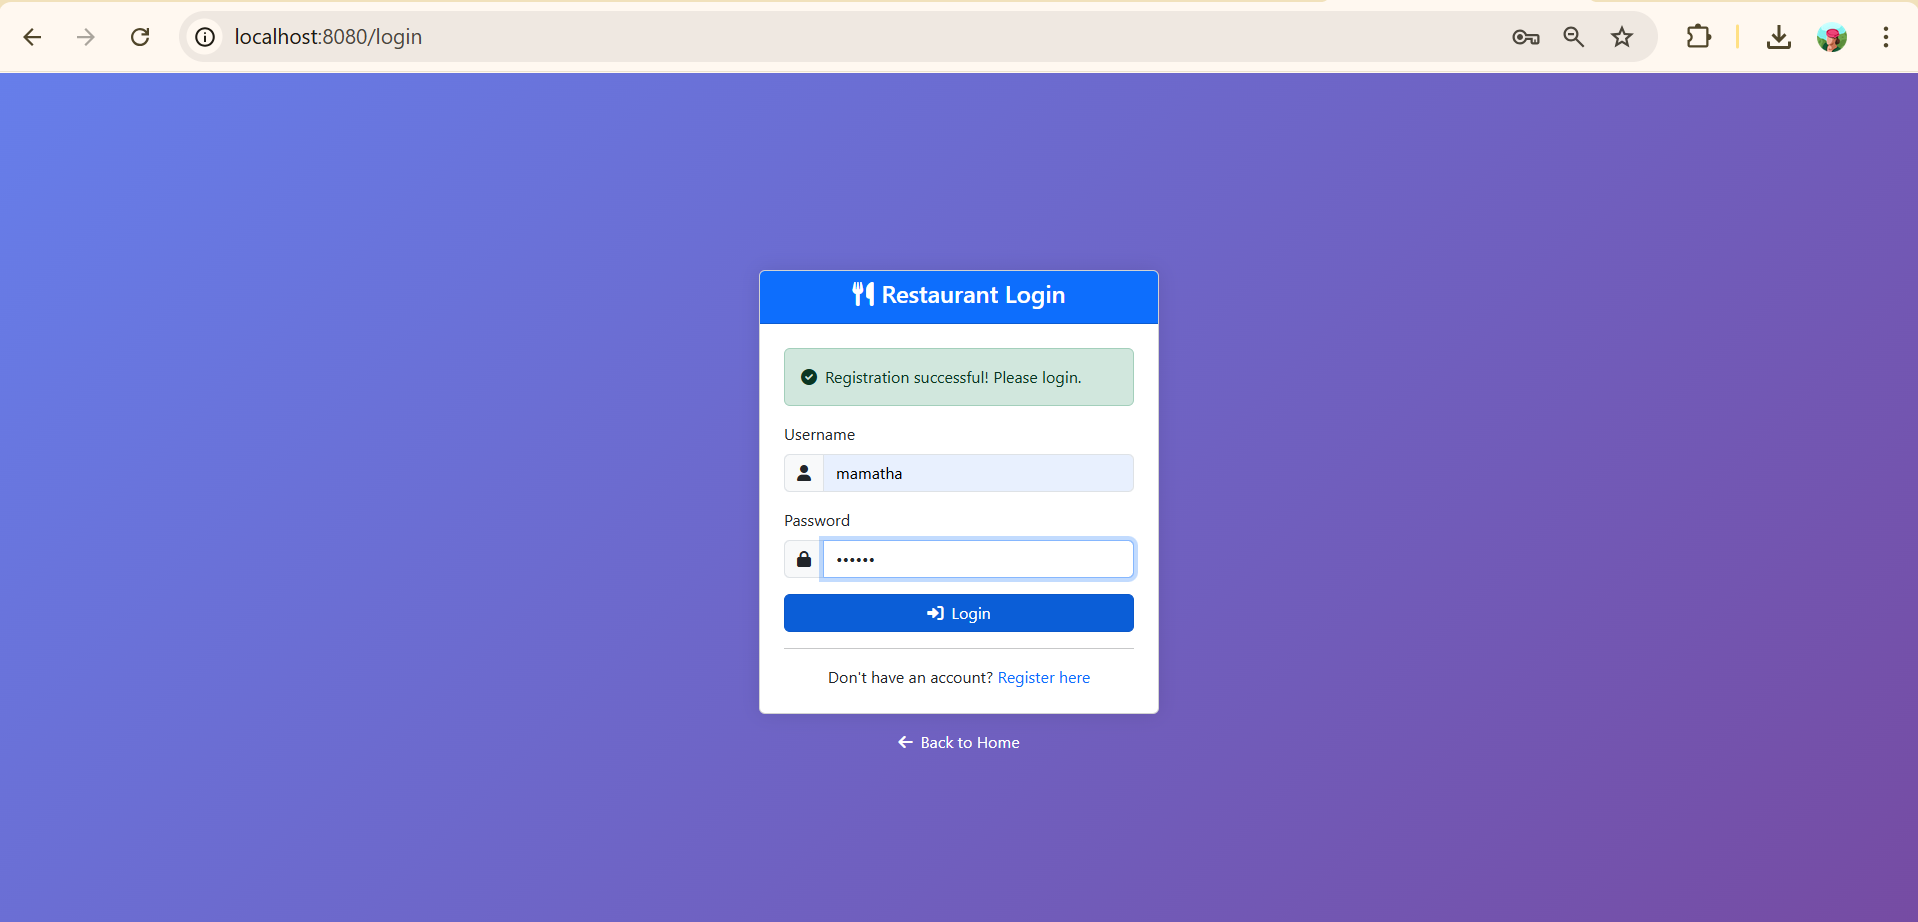 localhost:8080/login
Restaurant Login
Registration successful! Please login.
Username
mamatha
Password
••••••
Login
Don't have an account? Register here
Back to Home